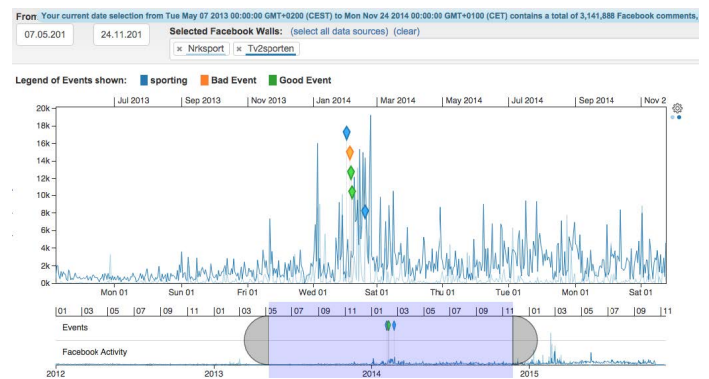 From Your current date selection from Tue May 07 2013 00:00:00 GMT+0200 (CEST) to Mon Nov 24 2014 00:00:00 GMT+0100 (CET) contains a total of 3,141,888 Facebook comments,
07.05.201 24.11.201 Selected Facebook Walls: (select all data sources) (clear)
× Nrksport × Tv2sporten
Legend of Events shown: sporting Bad Event Good Event
Jul 2013 Sep 2013 Nov 2013 Jan 2014 Mar 2014 May 2014 Jul 2014 Sep 2014 Nov 2
20k
18k
16k
14k
12k
10k
8k
6k
4k
2k
0k
Mon 01 Sun 01 Fri 01 Wed 01 Sat 01 Thu 01 Tue 01 Mon 01 Sat 01
01 03 05 07 09 11 01 03 05 07 09 11 01 03 05 07 09 11 01 03 05 07 09 11
Events
Facebook Activity
2012 2013 2014 2015